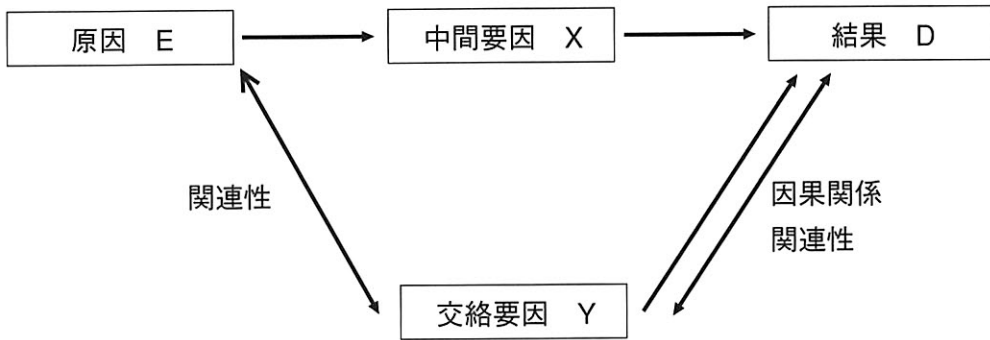 原因　E
中間要因　X
結果　D
関連性
因果関係
関連性
交絡要因　Y